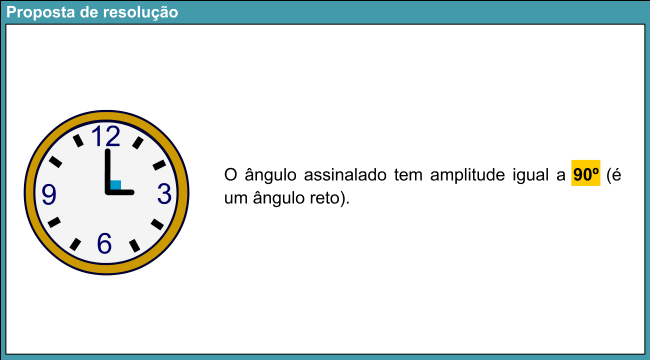 Proposta de resolução
12
9
3
6
O ângulo assinalado tem amplitude igual a 90º (é
um ângulo reto).